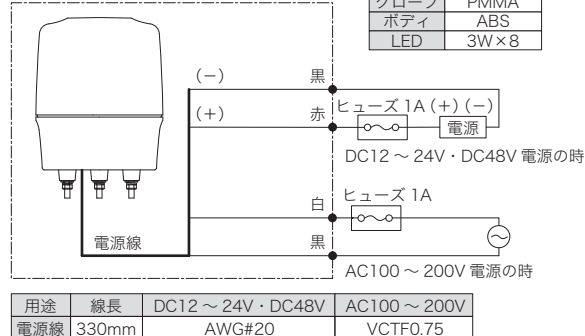 グローブ PMMA
ボディ ABS
LED 3W×8
(−) 黒
(+) 赤
ヒューズ 1A (+) (−)
電源
DC12 ~ 24V・DC48V 電源の時
白
ヒューズ 1A
黒
電源線
AC100 ~ 200V 電源の時
用途 線長 DC12 ~ 24V・DC48V AC100 ~ 200V
電源線 330mm AWG#20 VCTF0.75